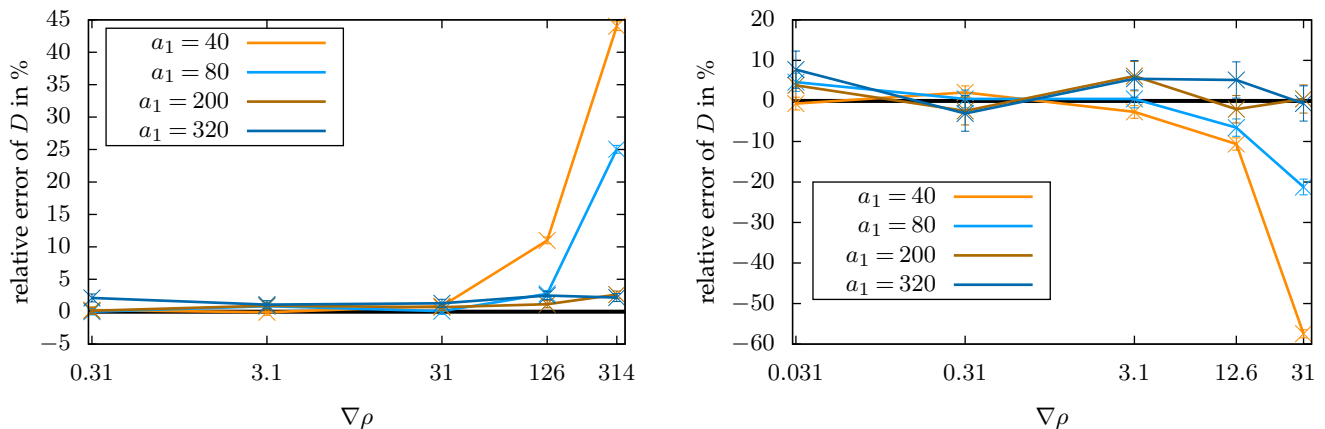 45
40
35
30
25
20
15
10
5
0
−5
relative error of D in %
a₁ = 40
a₁ = 80
a₁ = 200
a₁ = 320
0.31 3.1 31 126 314
∇ρ
20
10
0
−10
−20
−30
−40
−50
−60
relative error of D in %
a₁ = 40
a₁ = 80
a₁ = 200
a₁ = 320
0.031 0.31 3.1 12.6 31
∇ρ